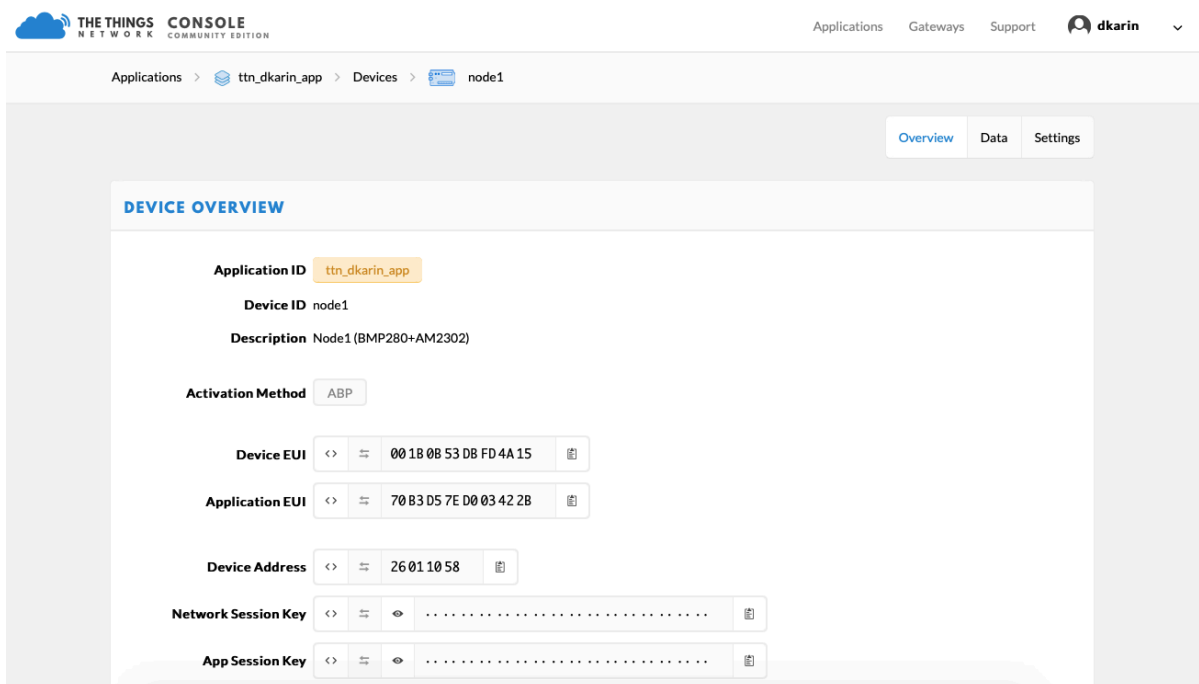 THE THINGS CONSOLE
NETWORK COMMUNITY EDITION
Applications Gateways Support dkarin
Applications > ttn_dkarin_app > Devices > node1
Overview Data Settings
DEVICE OVERVIEW
Application ID ttn_dkarin_app
Device ID node1
Description Node1 (BMP280+AM2302)
Activation Method ABP
Device EUI <> 00 1B 0B 53 DB FD 4A 15
Application EUI <> 70 B3 D5 7E D0 03 42 2B
Device Address <> 26 01 10 58
Network Session Key <> ································
App Session Key <> ································